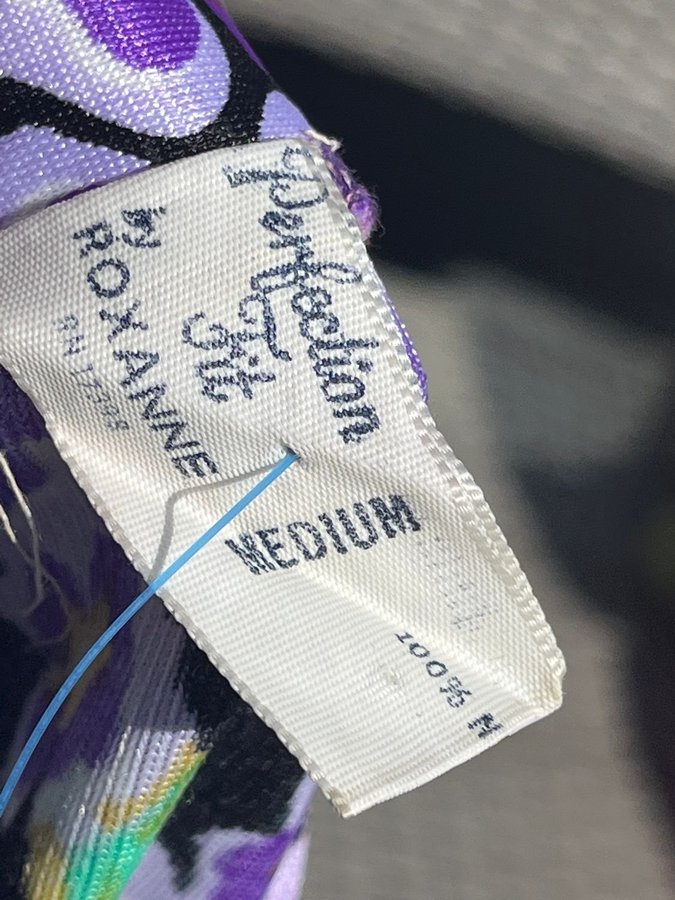 Perfection
Fit
by
ROXANNE
MEDIUM
100% N